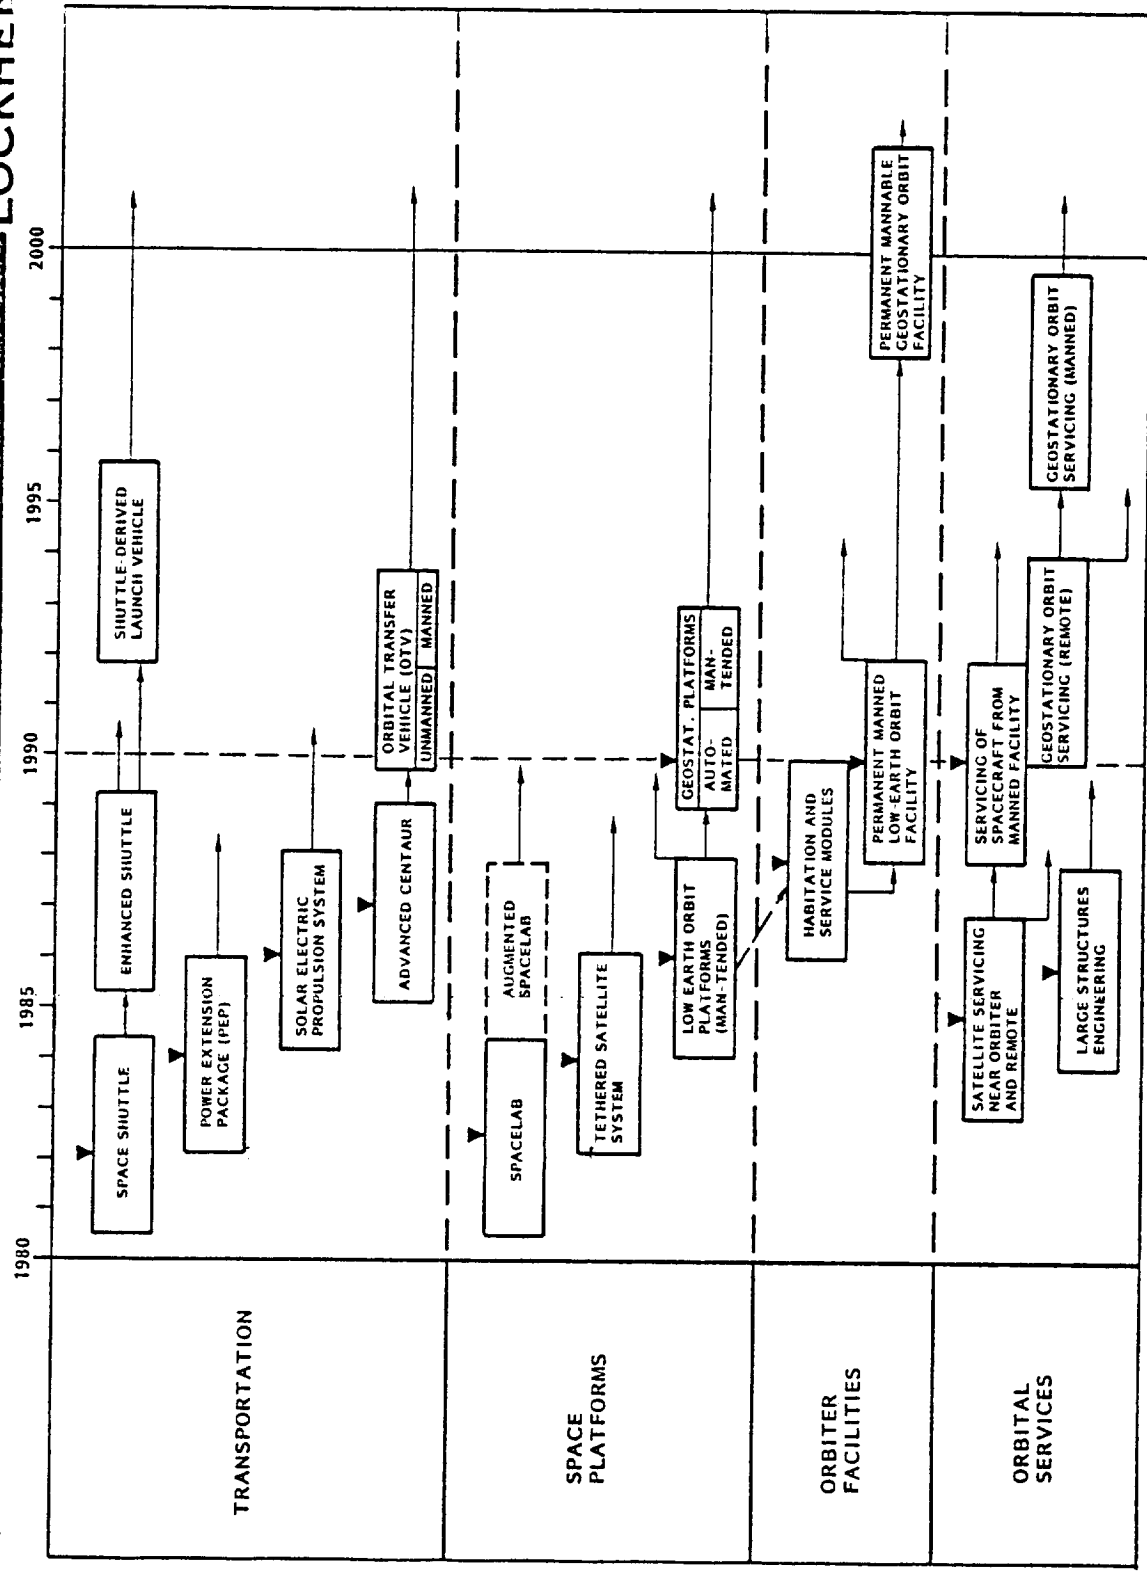 LOCKHE
1980
1985
1990
1995
2000
TRANSPORTATION
SPACE SHUTTLE
ENHANCED SHUTTLE
SHUTTLE-DERIVED
LAUNCH VEHICLE
POWER EXTENSION
PACKAGE (PEP)
SOLAR ELECTRIC
PROPULSION SYSTEM
ADVANCED CENTAUR
ORBITAL TRANSFER
VEHICLE (OTV)
UNMANNED
MANNED
SPACE
PLATFORMS
SPACELAB
AUGMENTED
SPACELAB
TETHERED SATELLITE
SYSTEM
LOW EARTH ORBIT
PLATFORMS
(MAN-TENDED)
GEOSTAT. PLATFORMS
AUTO-
MATED
MAN-
TENDED
ORBITER
FACILITIES
HABITATION AND
SERVICE MODULES
PERMANENT MANNED
LOW-EARTH ORBIT
FACILITY
PERMANENT MANNABLE
GEOSTATIONARY ORBIT
FACILITY
ORBITAL
SERVICES
SATELLITE SERVICING
NEAR ORBITER
AND REMOTE
SERVICING OF
SPACECRAFT FROM
MANNED FACILITY
GEOSTATIONARY ORBIT
SERVICING (REMOTE)
GEOSTATIONARY ORBIT
SERVICING (MANNED)
LARGE STRUCTURES
ENGINEERING